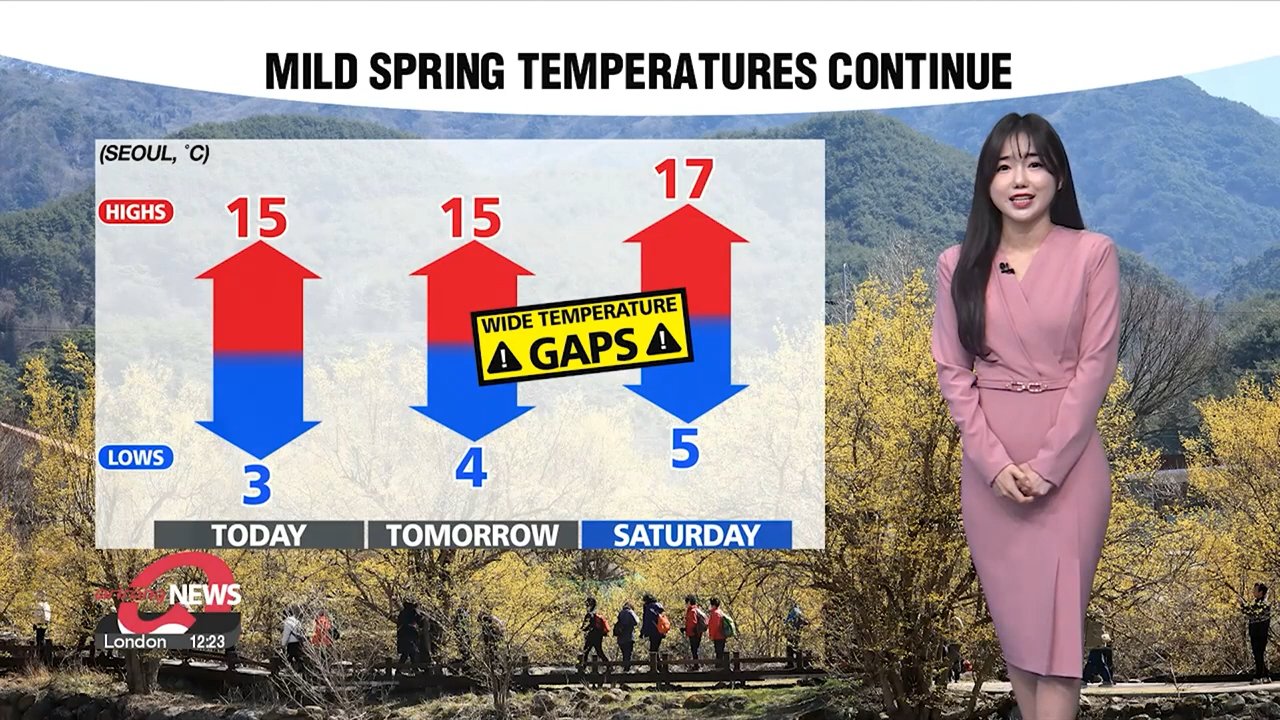 MILD SPRING TEMPERATURES CONTINUE
(SEOUL, °C)
HIGHS
15
15
17
WIDE TEMPERATURE
GAPS
LOWS
3
4
5
TODAY
TOMORROW
SATURDAY
NEWS
London 12:23